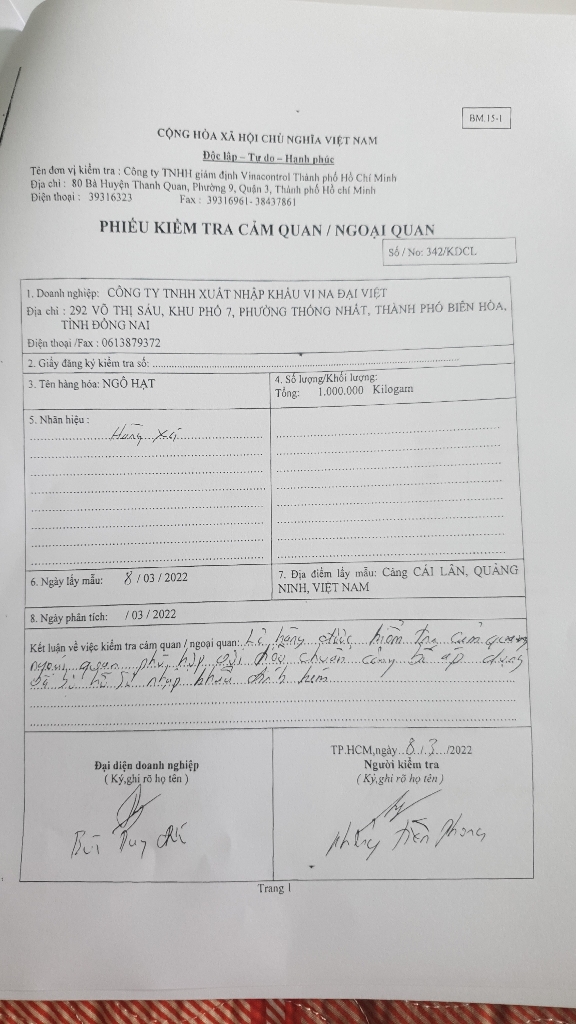 BM.15-1
CỘNG HÒA XÃ HỘI CHỦ NGHĨA VIỆT NAM
Độc lập – Tự do – Hạnh phúc
Tên đơn vị kiểm tra : Công ty TNHH giám định Vinacontrol Thành phố Hồ Chí Minh
Địa chỉ : 80 Bà Huyện Thanh Quan, Phường 9, Quận 3, Thành phố Hồ chí Minh
Điện thoại : 39316323 Fax : 39316961- 38437861
PHIẾU KIỂM TRA CẢM QUAN / NGOẠI QUAN
Số / No: 342/KDCL
1. Doanh nghiệp: CÔNG TY TNHH XUẤT NHẬP KHẨU VI NA ĐẠI VIỆT
Địa chỉ : 292 VÕ THỊ SÁU, KHU PHỐ 7, PHƯỜNG THỐNG NHẤT, THÀNH PHỐ BIÊN HÒA,
TỈNH ĐỒNG NAI
Điện thoại /Fax : 0613879372
2. Giấy đăng ký kiểm tra số:
3. Tên hàng hóa: NGÔ HẠT
4. Số lượng/Khối lượng:
Tổng: 1.000.000 Kilogam
5. Nhãn hiệu :
Hàng xá
6. Ngày lấy mẫu: 8 / 03 / 2022
7. Địa điểm lấy mẫu: Cảng CÁI LÂN, QUẢNG
NINH, VIỆT NAM
8. Ngày phân tích: / 03 / 2022
Kết luận về việc kiểm tra cảm quan / ngoại quan: Lô hàng được kiểm tra cảm quan
ngoại quan phù hợp với tiêu chuẩn công bố áp dụng
và hồ sơ nhập khẩu đính kèm
TP.HCM,ngày 8 / 3 /2022
Đại diện doanh nghiệp
( Ký,ghi rõ họ tên )
Người kiểm tra
( Ký,ghi rõ họ tên )
Bùi Duy
Tiến Phong
Trang 1